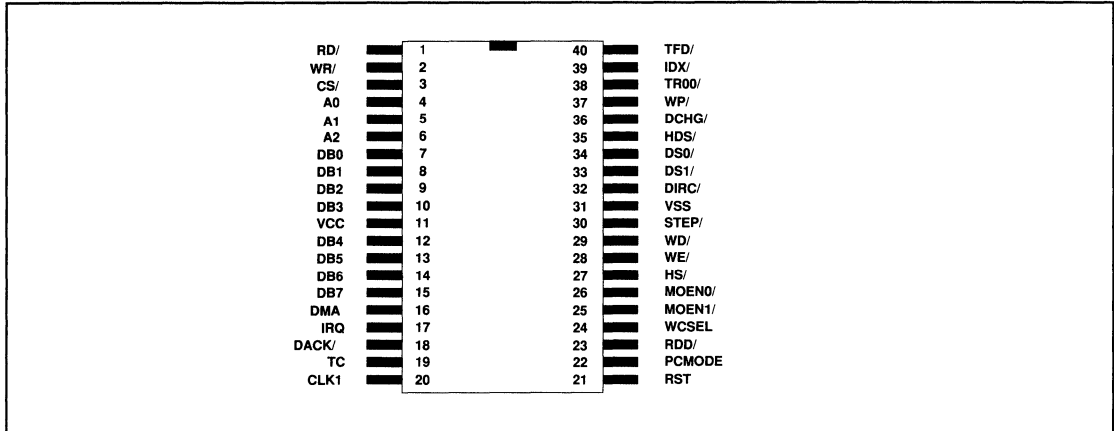 RD/ 1 40 TFD/
WR/ 2 39 IDX/
CS/ 3 38 TR00/
A0 4 37 WP/
A1 5 36 DCHG/
A2 6 35 HDS/
DB0 7 34 DS0/
DB1 8 33 DS1/
DB2 9 32 DIRC/
DB3 10 31 VSS
VCC 11 30 STEP/
DB4 12 29 WD/
DB5 13 28 WE/
DB6 14 27 HS/
DB7 15 26 MOEN0/
DMA 16 25 MOEN1/
IRQ 17 24 WCSEL
DACK/ 18 23 RDD/
TC 19 22 PCMODE
CLK1 20 21 RST